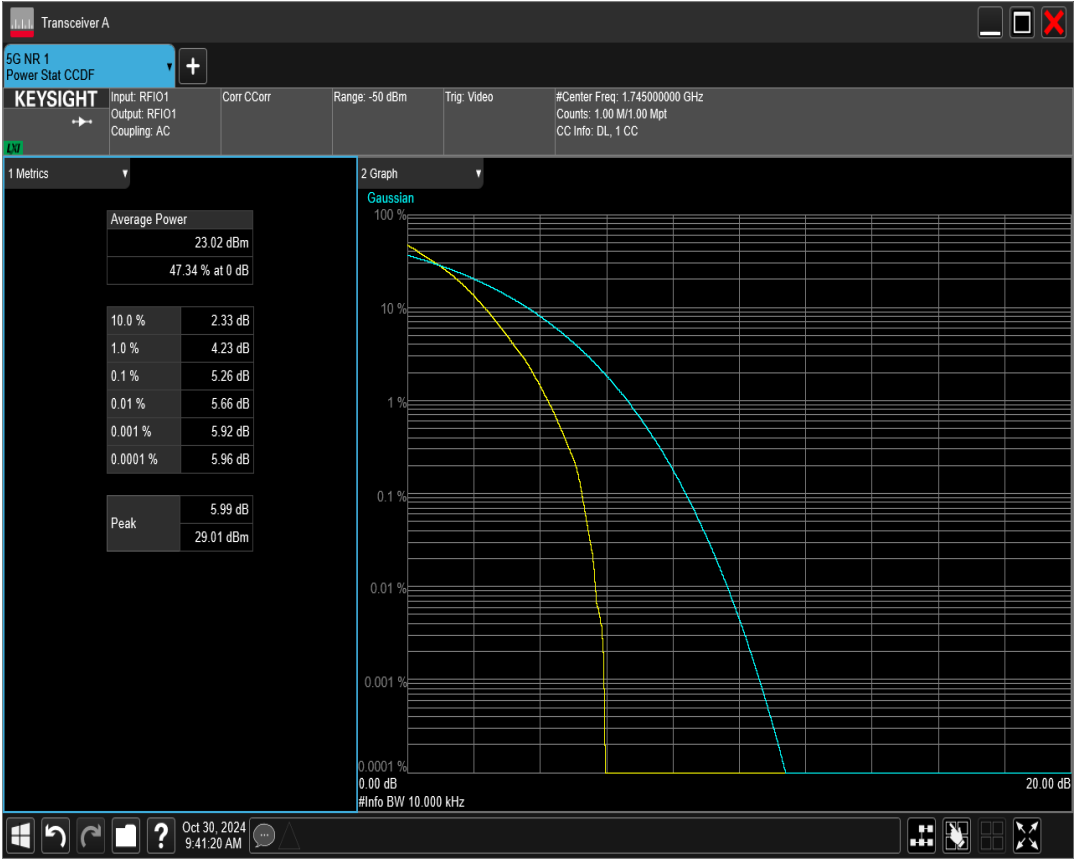 Transceiver A
5G NR 1
Power Stat CCDF
+
KEYSIGHT
LXI
Input: RFIO1
Output: RFIO1
Coupling: AC
Corr CCorr
Range: -50 dBm
Trig: Video
#Center Freq: 1.745000000 GHz
Counts: 1.00 M/1.00 Mpt
CC Info: DL, 1 CC
1 Metrics
Average Power
23.02 dBm
47.34 % at 0 dB
10.0 % 2.33 dB
1.0 % 4.23 dB
0.1 % 5.26 dB
0.01 % 5.66 dB
0.001 % 5.92 dB
0.0001 % 5.96 dB
Peak
5.99 dB
29.01 dBm
2 Graph
Gaussian
100 %
10 %
1 %
0.1 %
0.01 %
0.001 %
0.0001 %
0.00 dB
20.00 dB
#Info BW 10.000 kHz
?
Oct 30, 2024
9:41:20 AM